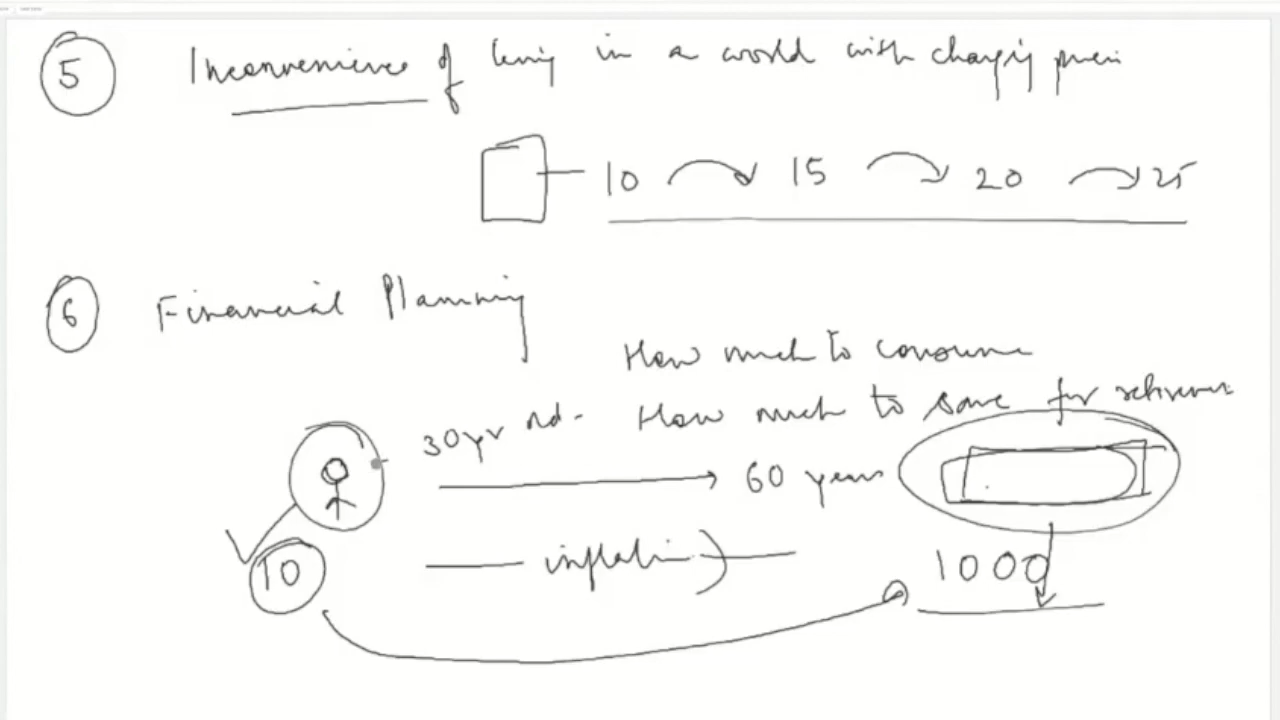 5 Inconvenience of living in a world with changing prices
10 15 20 25
6 Financial Planning
How much to consume
30yr old. How much to save for retirement
60 years
10 inflation 1000